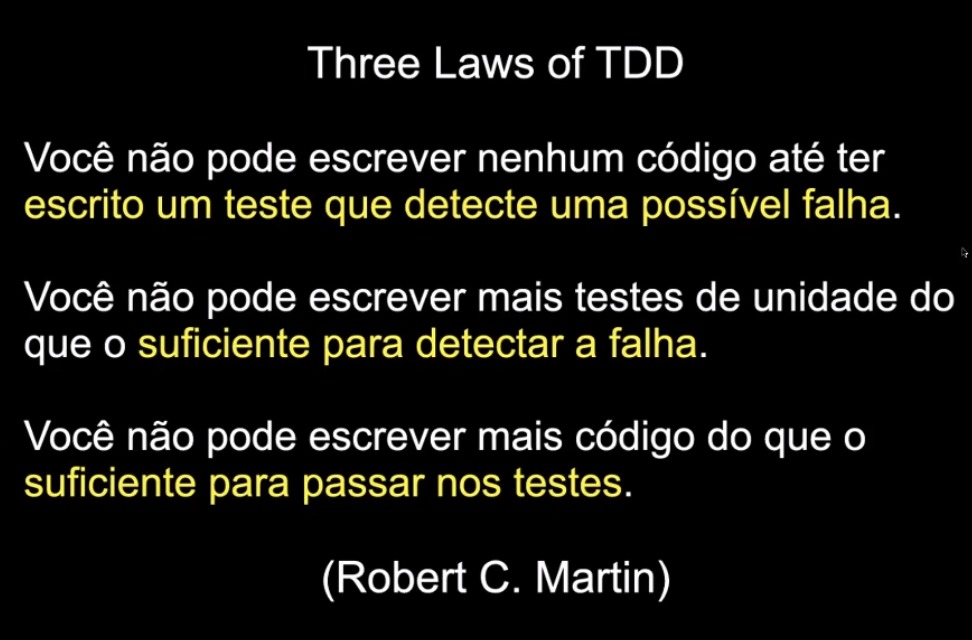 Three Laws of TDD
Você não pode escrever nenhum código até ter
escrito um teste que detecte uma possível falha.
Você não pode escrever mais testes de unidade do
que o suficiente para detectar a falha.
Você não pode escrever mais código do que o
suficiente para passar nos testes.
(Robert C. Martin)